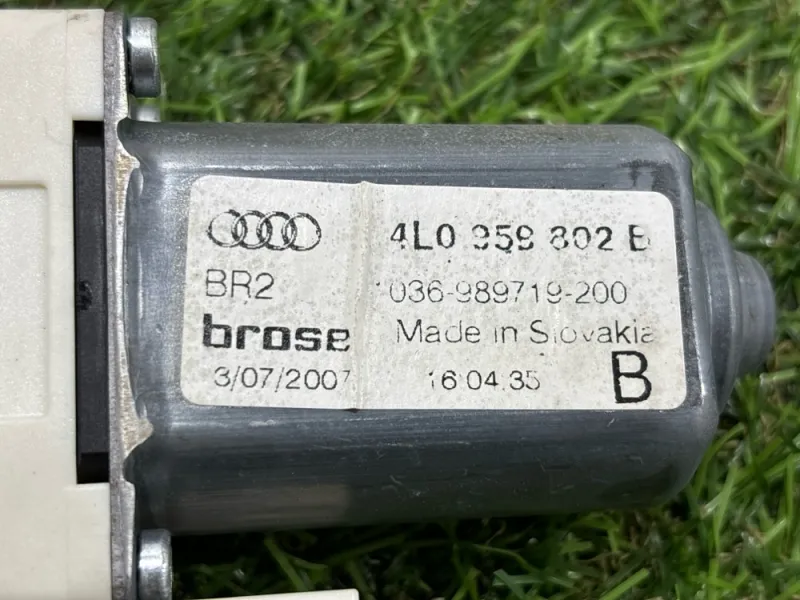 4L0 959 802 B
BR2
036-989719-200
brose
Made in Slovakia
3/07/2007
16:04:35
B